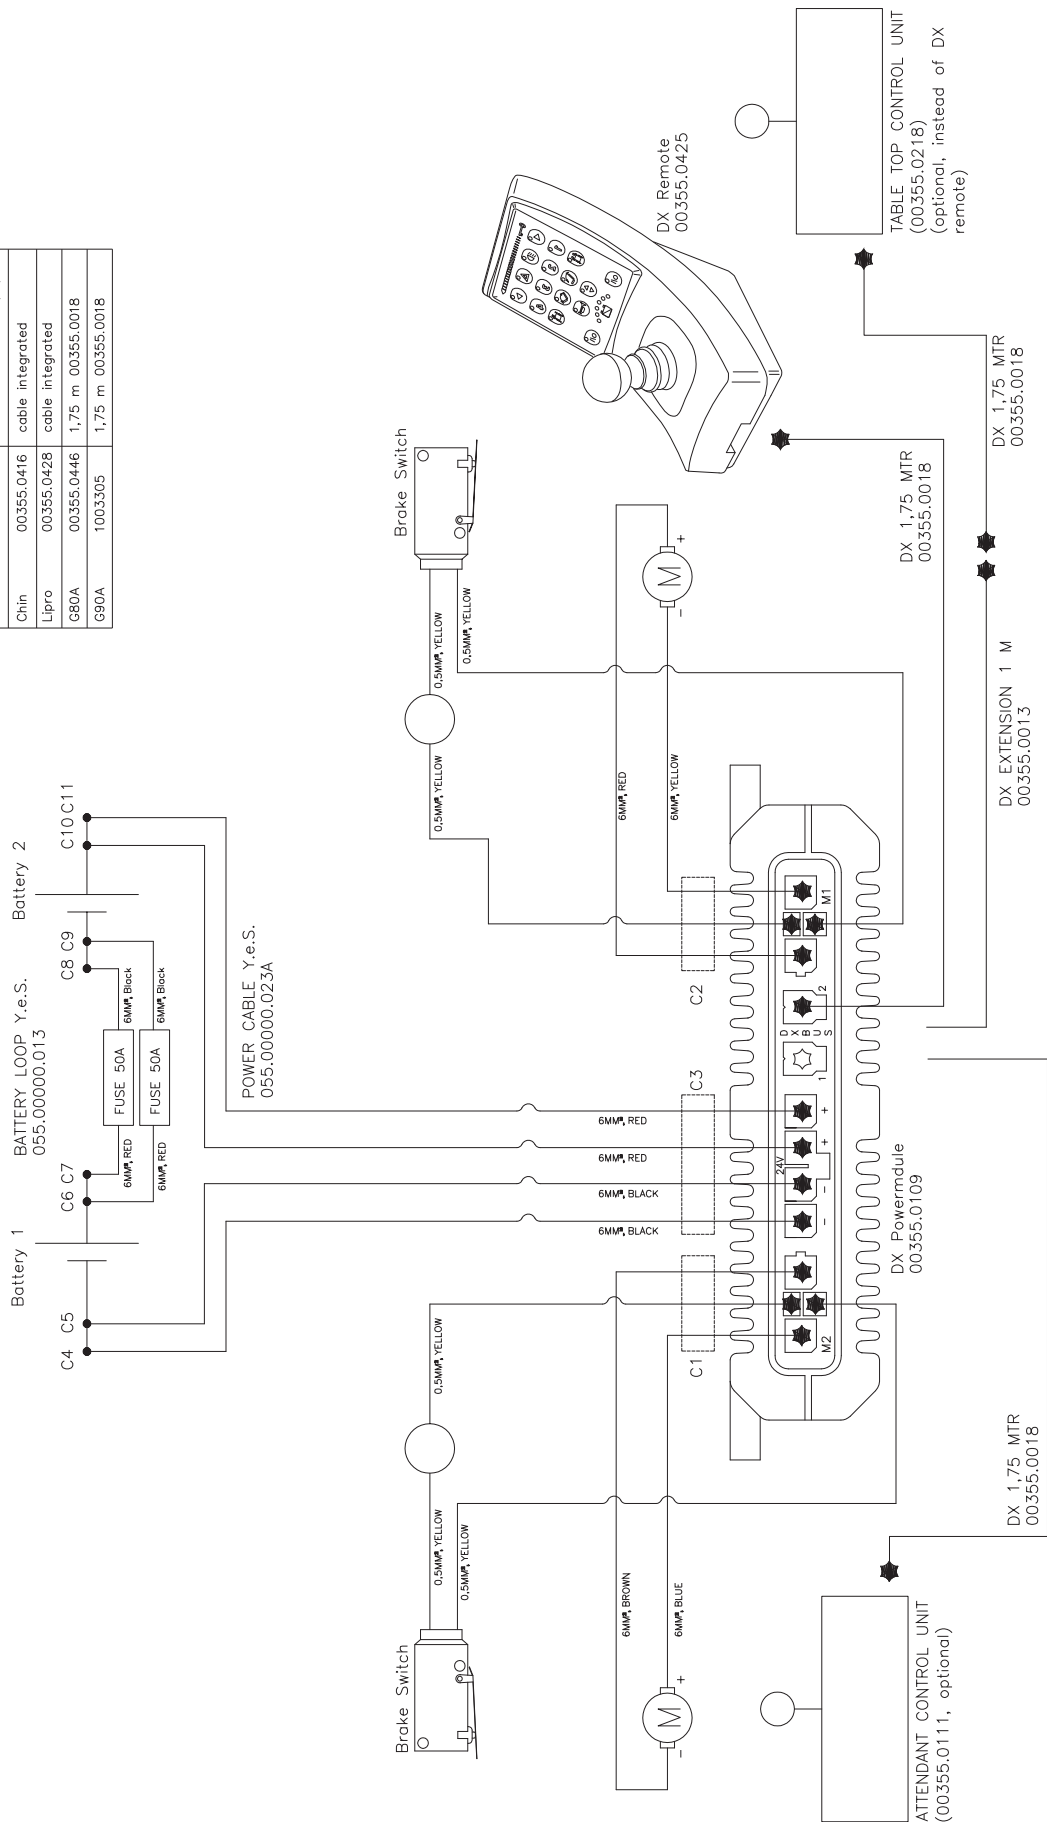 Chin 00355.0416 cable integrated
Lipro 00355.0428 cable integrated
G80A 00355.0446 1,75 m 00355.0018
G90A 1003305 1,75 m 00355.0018
Battery 1
BATTERY LOOP Y.e.S.
055.00000.013
Battery 2
C4 C5
C6 C7
C8 C9
C10 C11
6MM², RED
FUSE 50A
6MM², Black
6MM², RED
FUSE 50A
6MM², Black
POWER CABLE Y.e.S.
055.00000.023A
Brake Switch
0.5MM², YELLOW
0.5MM², YELLOW
0.5MM², YELLOW
Brake Switch
0.5MM², YELLOW
0.5MM², YELLOW
0.5MM², YELLOW
6MM², BROWN
6MM², BLUE
M
-
+
6MM², BLACK
6MM², BLACK
6MM², RED
6MM², RED
6MM², RED
6MM², YELLOW
M
-
+
C1
C3
C2
M2
-
-
24V
+
+
1
DX
BUS
2
M1
DX Powermdule
00355.0109
DX Remote
00355.0425
DX 1,75 MTR
00355.0018
TABLE TOP CONTROL UNIT
(00355.0218)
(optional, instead of DX
remote)
DX 1,75 MTR
00355.0018
DX EXTENSION 1 M
00355.0013
ATTENDANT CONTROL UNIT
(00355.0111, optional)
DX 1,75 MTR
00355.0018